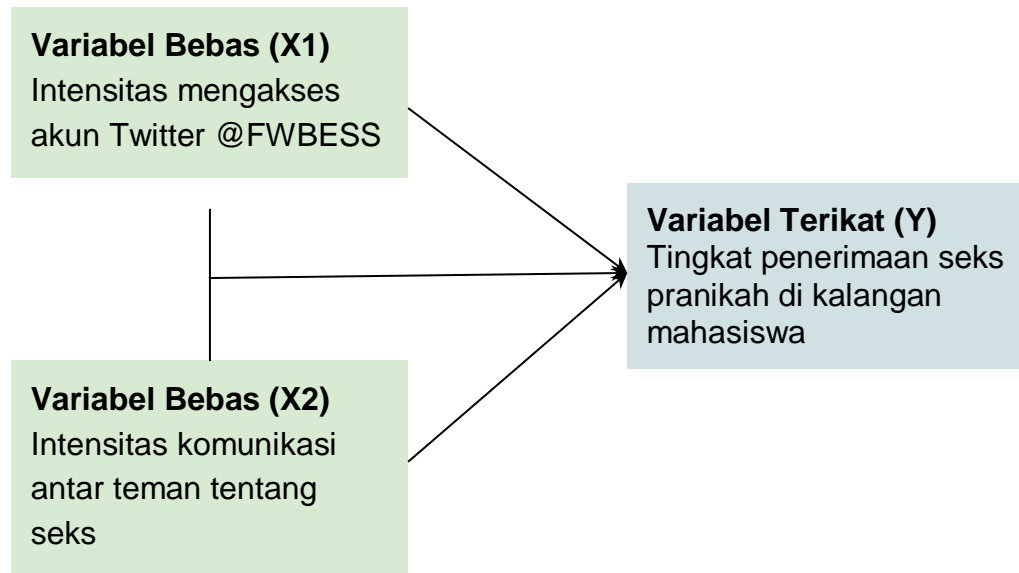 Variabel Bebas (X1)
Intensitas mengakses
akun Twitter @FWBESS
Variabel Terikat (Y)
Tingkat penerimaan seks
pranikah di kalangan
mahasiswa
Variabel Bebas (X2)
Intensitas komunikasi
antar teman tentang
seks